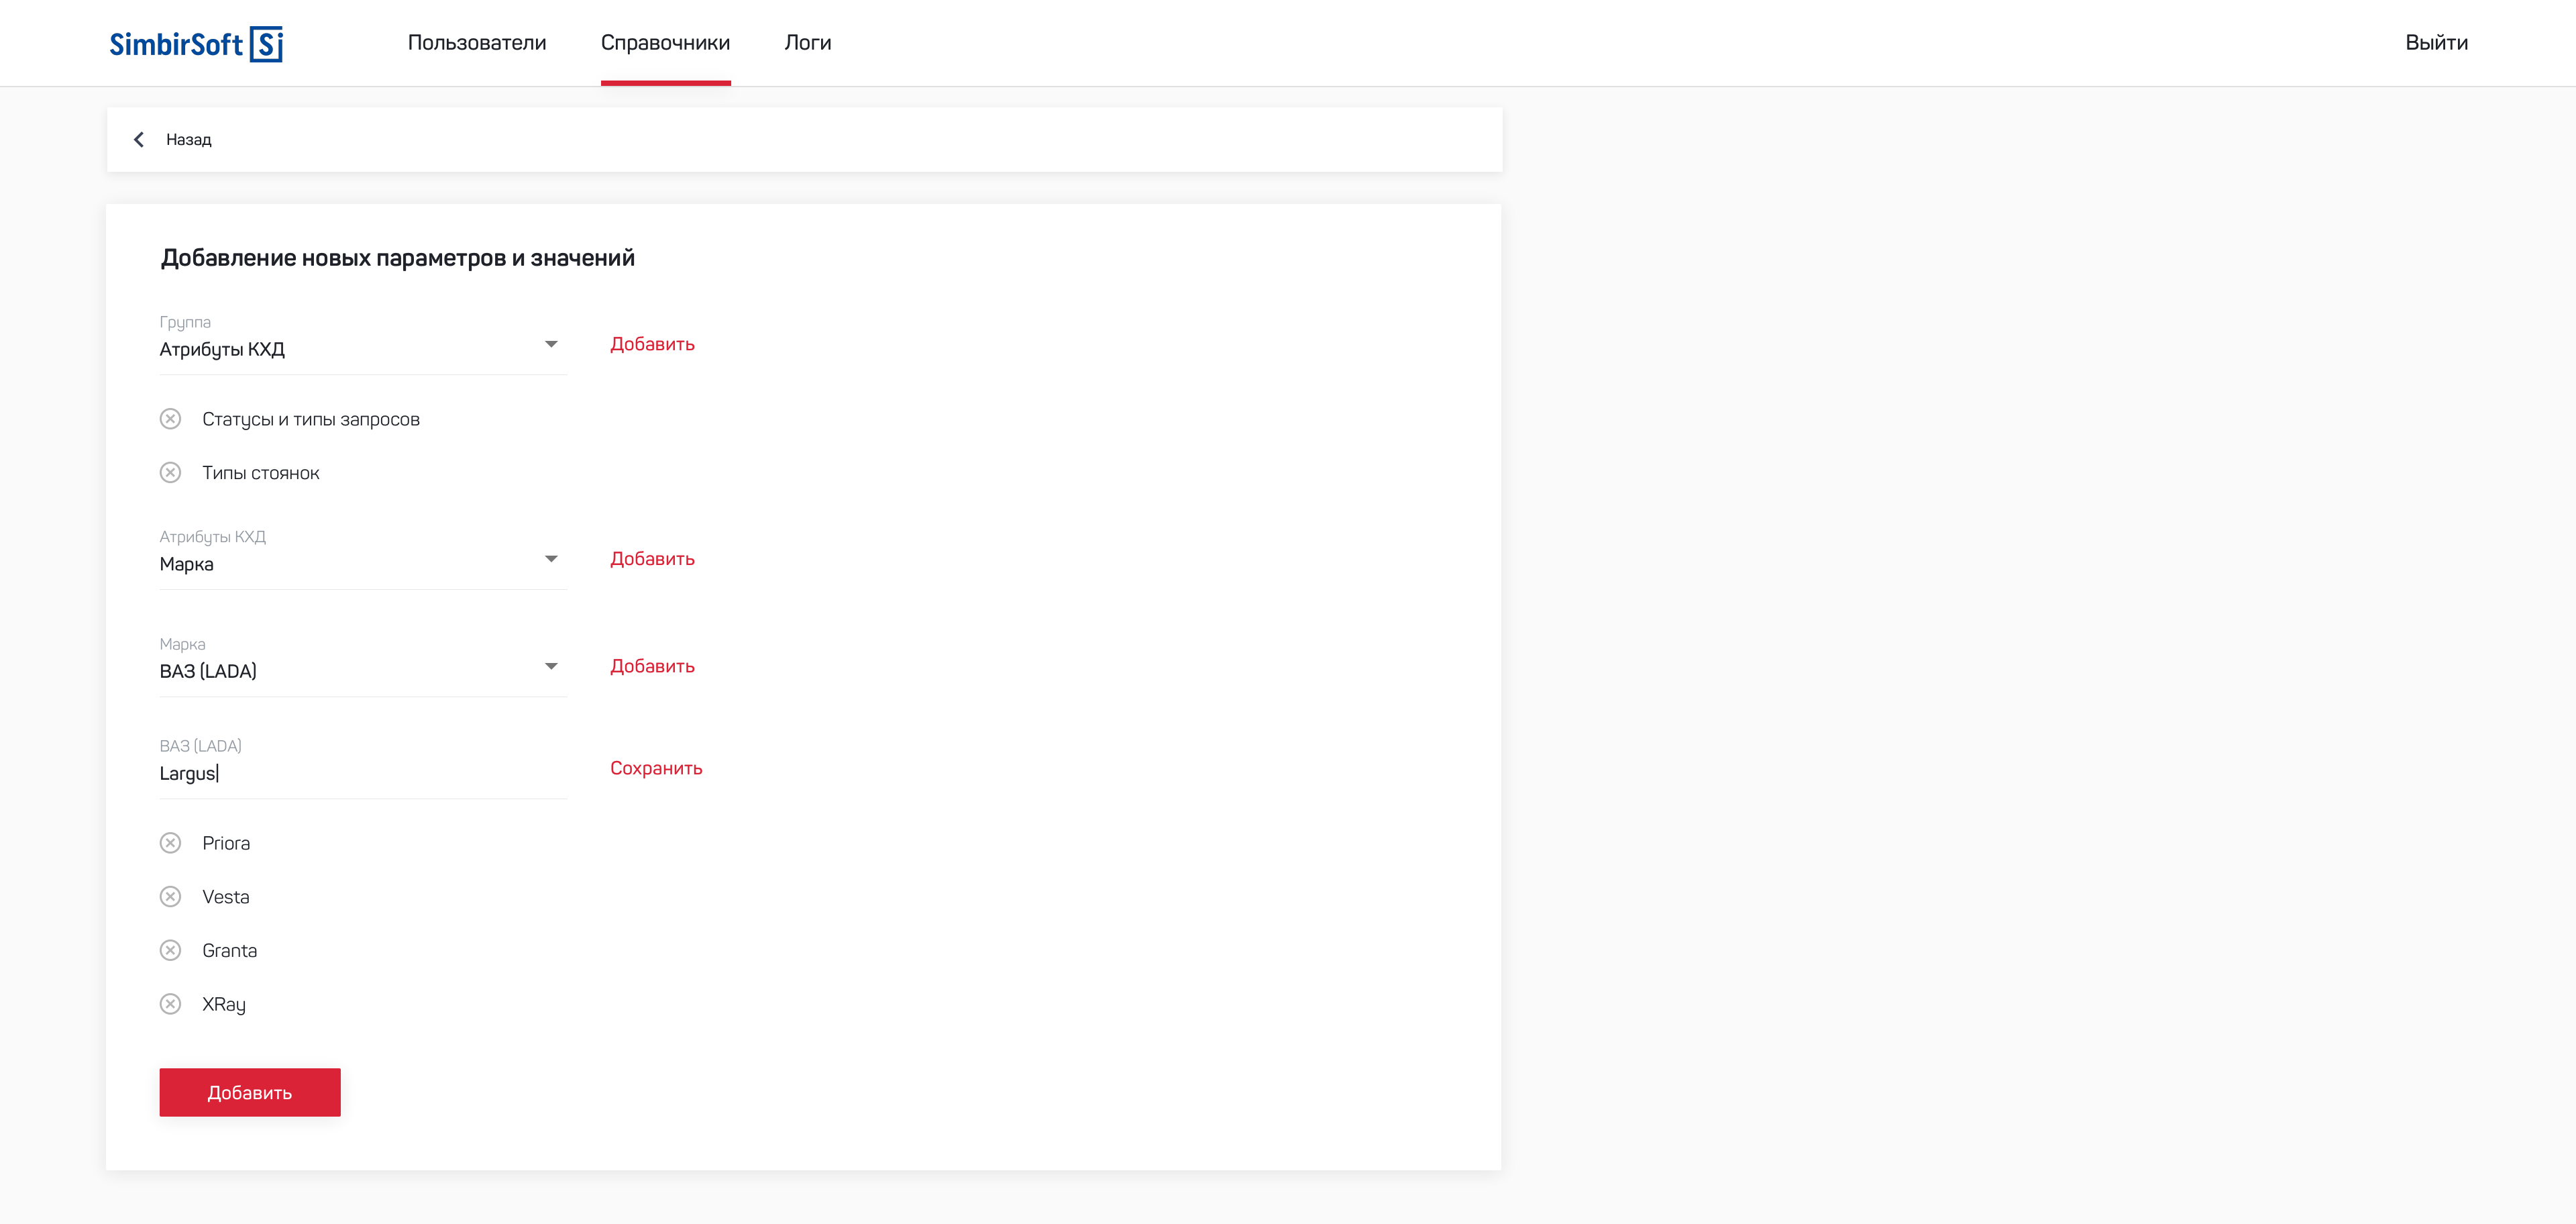 SimbirSoft Si
Пользователи
Справочники
Логи
Выйти
Назад
Добавление новых параметров и значений
Группа
Атрибуты КХД
Добавить
Статусы и типы запросов
Типы стоянок
Атрибуты КХД
Марка
Добавить
Марка
ВАЗ (LADA)
Добавить
ВАЗ (LADA)
Largus
Сохранить
Priora
Vesta
Granta
XRay
Добавить